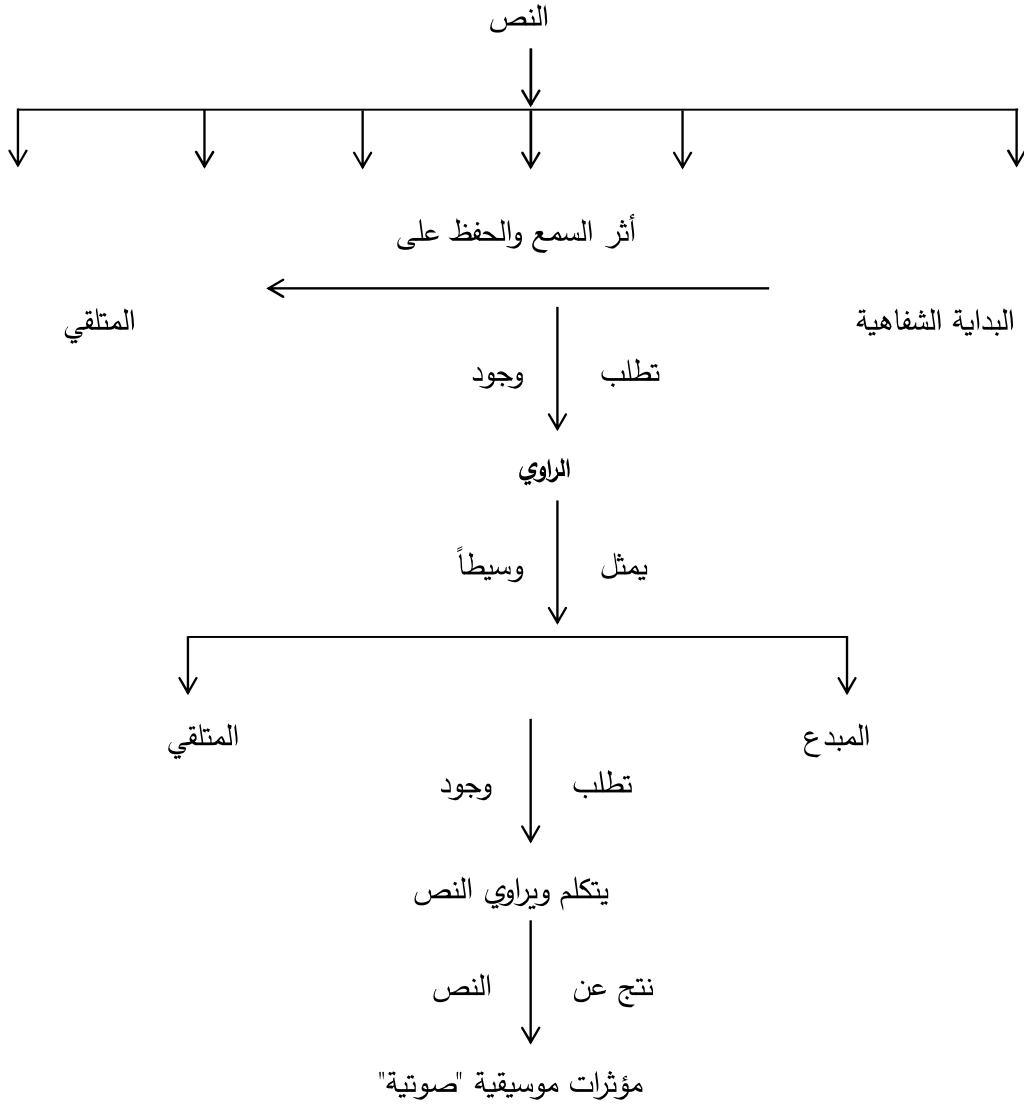 النص
أثر السمع والحفظ على
البداية الشفاهية المتلقي
تطلب وجود
الراوي
يمثل وسيطاً
المبدع المتلقي
تطلب وجود
يتكلم ويراوي النص
نتج عن النص
مؤثرات موسيقية "صوتية"